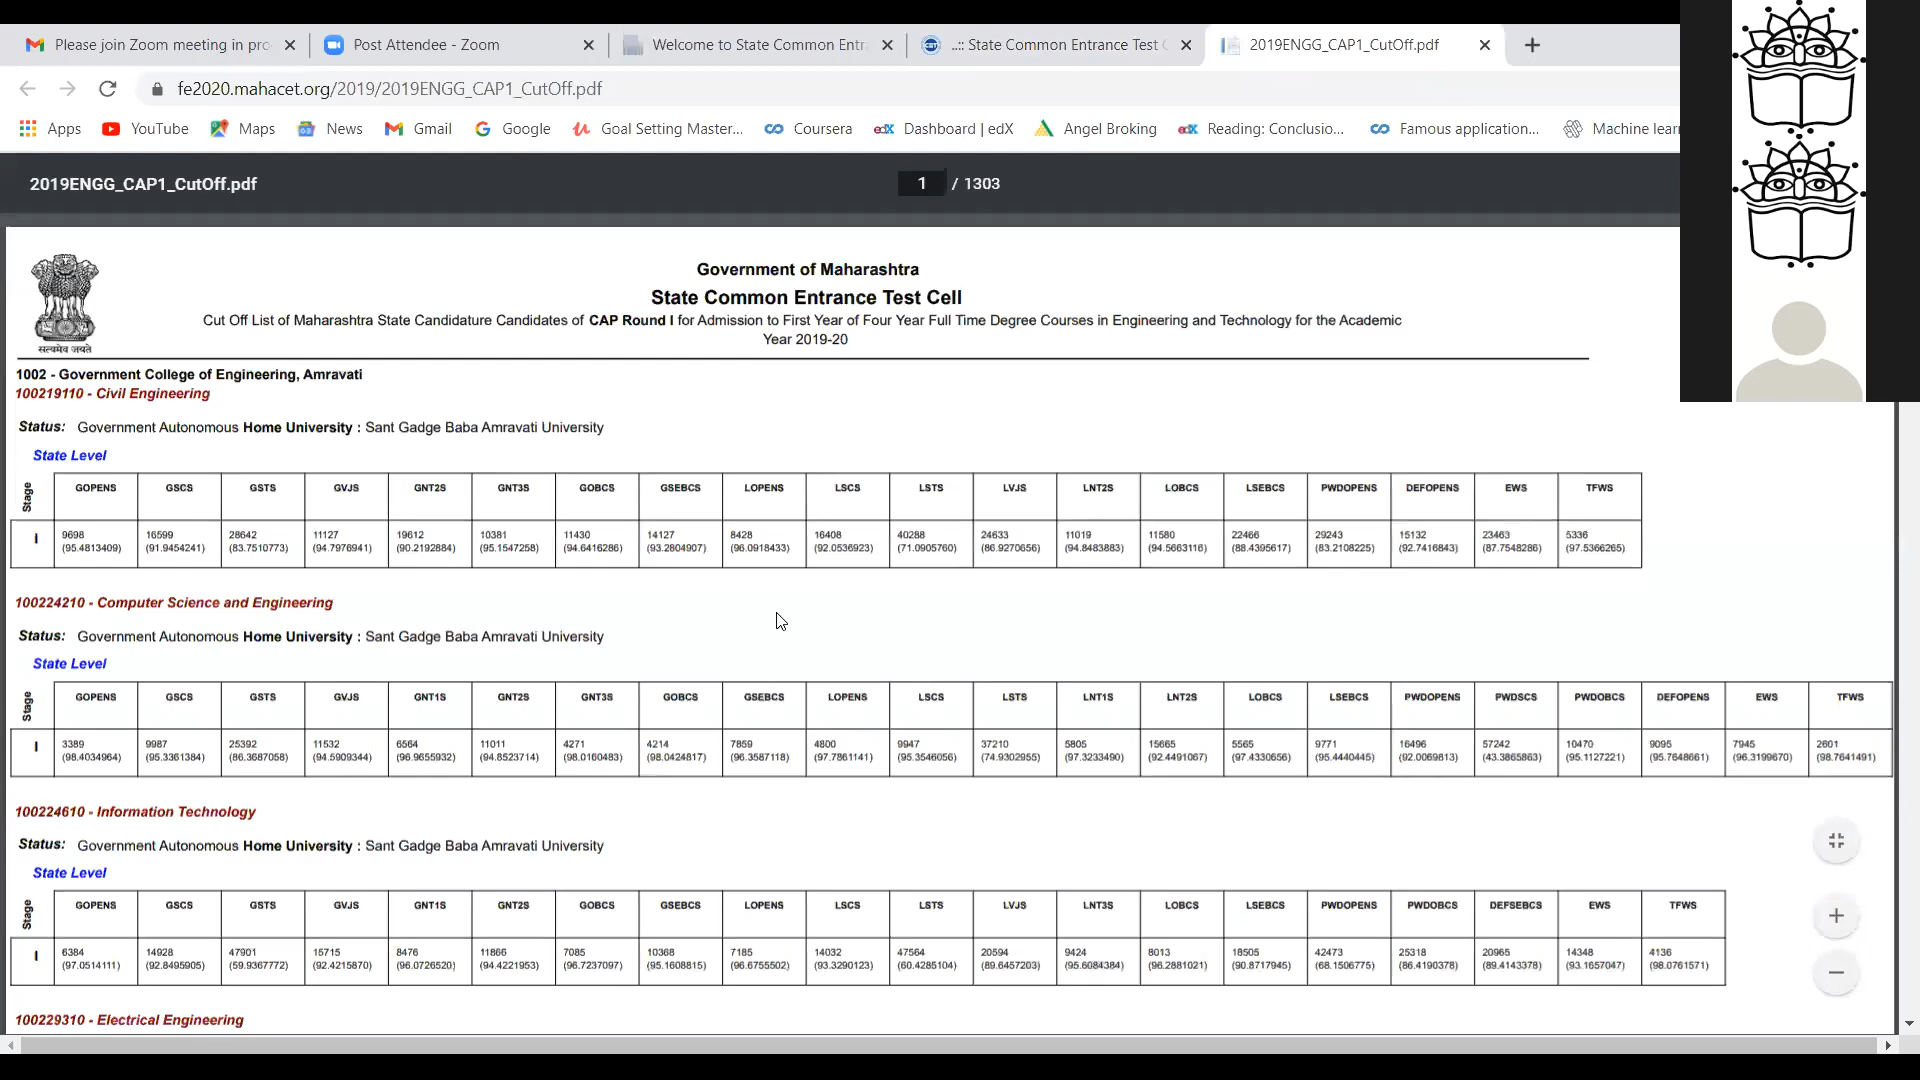 Please join Zoom meeting in pro
Post Attendee - Zoom
Welcome to State Common Entr
..:: State Common Entrance Test C
2019ENGG_CAP1_CutOff.pdf
fe2020.mahacet.org/2019/2019ENGG_CAP1_CutOff.pdf
Apps YouTube Maps News Gmail Google Goal Setting Master... Coursera Dashboard | edX Angel Broking Reading: Conclusio... Famous application... Machine lear
2019ENGG_CAP1_CutOff.pdf 1 / 1303
सत्यमेव जयते
Government of Maharashtra
State Common Entrance Test Cell
Cut Off List of Maharashtra State Candidature Candidates of CAP Round I for Admission to First Year of Four Year Full Time Degree Courses in Engineering and Technology for the Academic
Year 2019-20
1002 - Government College of Engineering, Amravati
100219110 - Civil Engineering
Status: Government Autonomous Home University : Sant Gadge Baba Amravati University
State Level
Stage GOPENS GSCS GSTS GVJS GNT2S GNT3S GOBCS GSEBCS LOPENS LSCS LSTS LVJS LNT2S LOBCS LSEBCS PWDOPENS DEFOPENS EWS TFWS
I 9698 16599 28642 11127 19612 10381 11430 14127 8428 16408 40288 24633 11019 11580 22466 29243 15132 23463 5336
(95.4813409) (91.9454241) (83.7510773) (94.7976941) (90.2192884) (95.1547258) (94.6416286) (93.2804907) (96.0918433) (92.0536923) (71.0905760) (86.9270656) (94.8483883) (94.5663116) (88.4395617) (83.2108225) (92.7416843) (87.7548286) (97.5366265)
100224210 - Computer Science and Engineering
Status: Government Autonomous Home University : Sant Gadge Baba Amravati University
State Level
Stage GOPENS GSCS GSTS GVJS GNT1S GNT2S GNT3S GOBCS GSEBCS LOPENS LSCS LSTS LNT1S LNT2S LOBCS LSEBCS PWDOPENS PWDSCS PWDOBCS DEFOPENS EWS TFWS
I 3389 9987 25392 11532 6564 11011 4271 4214 7859 4800 9947 37210 5805 15665 5565 9771 16496 57242 10470 9095 7945 2601
(98.4034964) (95.3361384) (86.3687058) (94.5909344) (96.9655932) (94.8523714) (98.0160483) (98.0424817) (96.3587118) (97.7861141) (95.3546056) (74.9302955) (97.3233490) (92.4491067) (97.4330656) (95.4440445) (92.0069813) (43.3865863) (95.1127221) (95.7648661) (96.3199670) (98.7641491)
100224610 - Information Technology
Status: Government Autonomous Home University : Sant Gadge Baba Amravati University
State Level
Stage GOPENS GSCS GSTS GVJS GNT1S GNT2S GOBCS GSEBCS LOPENS LSCS LSTS LVJS LNT3S LOBCS LSEBCS PWDOPENS PWDOBCS DEFSEBCS EWS TFWS
I 6384 14928 47901 15715 8476 11866 7085 10368 7185 14032 47564 20594 9424 8013 18505 42473 25318 20965 14348 4136
(97.0514111) (92.8495905) (59.9367772) (92.4215870) (96.0726520) (94.4221953) (96.7237097) (95.1608815) (96.6755502) (93.3290123) (60.4285104) (89.6457203) (95.6084384) (96.2881021) (90.8717945) (68.1506775) (86.4190378) (89.4143378) (93.1657047) (98.0761571)
100229310 - Electrical Engineering